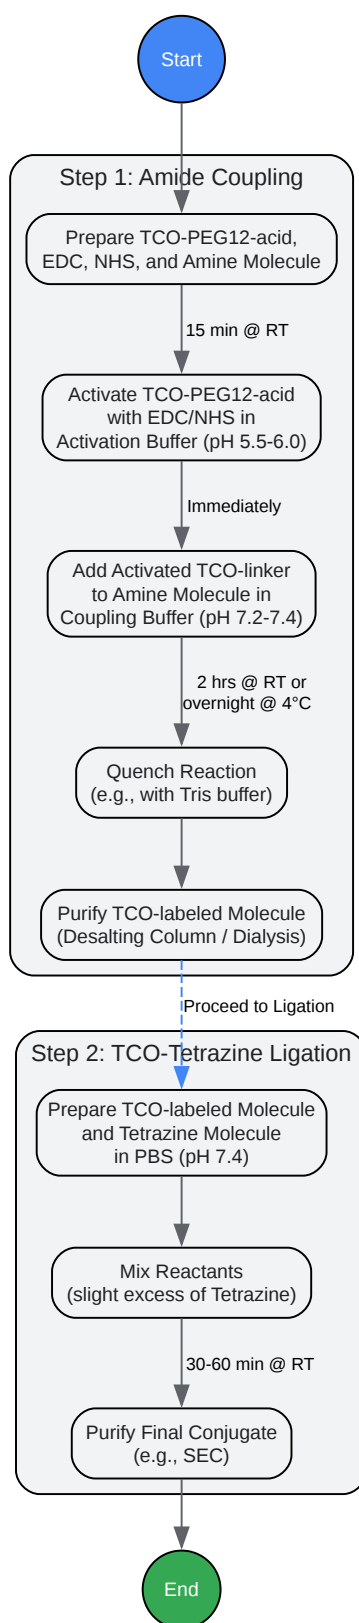 Start
Step 1: Amide Coupling
Prepare TCO-PEG12-acid,
EDC, NHS, and Amine Molecule
15 min @ RT
Activate TCO-PEG12-acid
with EDC/NHS in
Activation Buffer (pH 5.5-6.0)
Immediately
Add Activated TCO-linker
to Amine Molecule in
Coupling Buffer (pH 7.2-7.4)
2 hrs @ RT or
overnight @ 4°C
Quench Reaction
(e.g., with Tris buffer)
Purify TCO-labeled Molecule
(Desalting Column / Dialysis)
Proceed to Ligation
Step 2: TCO-Tetrazine Ligation
Prepare TCO-labeled Molecule
and Tetrazine Molecule
in PBS (pH 7.4)
Mix Reactants
(slight excess of Tetrazine)
30-60 min @ RT
Purify Final Conjugate
(e.g., SEC)
End